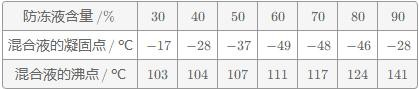 防冻液含量 /% 30 40 50 60 70 80 90
混合液的凝固点 / ℃ −17 −28 −37 −49 −48 −46 −28
混合液的沸点 / ℃ 103 104 107 111 117 124 141